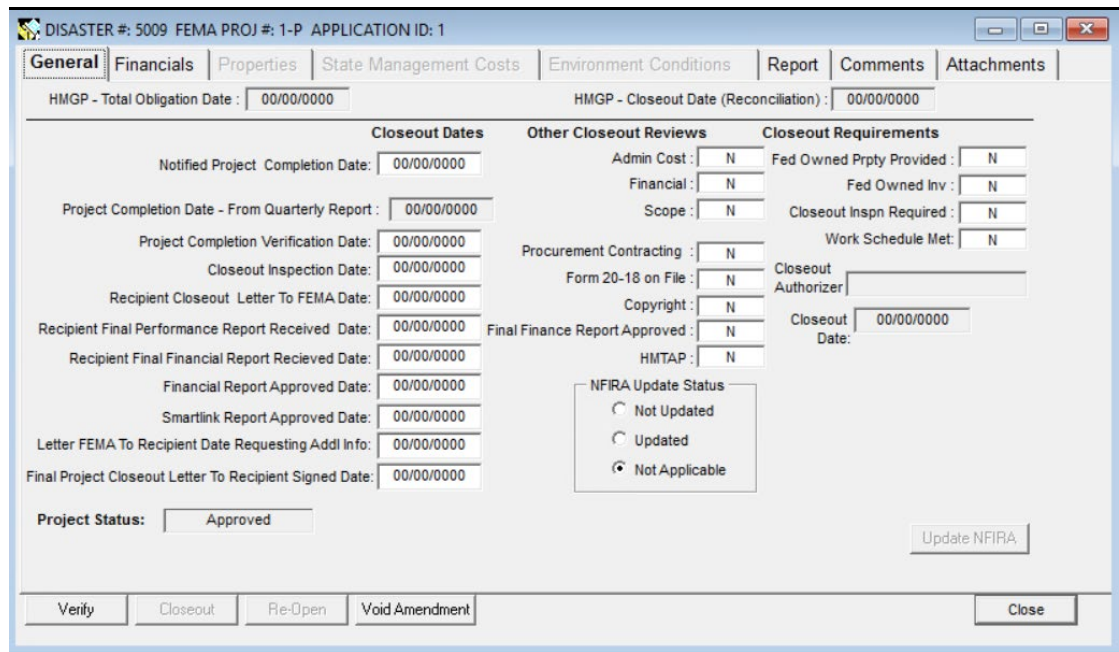 DISASTER #: 5009 FEMA PROJ #: 1-P APPLICATION ID: 1
General Financials Properties State Management Costs Environment Conditions Report Comments Attachments
HMGP - Total Obligation Date : 00/00/0000 HMGP - Closeout Date (Reconciliation) : 00/00/0000
Closeout Dates
Notified Project Completion Date: 00/00/0000
Project Completion Date - From Quarterly Report : 00/00/0000
Project Completion Verification Date: 00/00/0000
Closeout Inspection Date: 00/00/0000
Recipient Closeout Letter To FEMA Date: 00/00/0000
Recipient Final Performance Report Received Date: 00/00/0000
Recipient Final Financial Report Recieved Date: 00/00/0000
Financial Report Approved Date: 00/00/0000
Smartlink Report Approved Date: 00/00/0000
Letter FEMA To Recipient Date Requesting Addl Info: 00/00/0000
Final Project Closeout Letter To Recipient Signed Date: 00/00/0000
Project Status: Approved
Other Closeout Reviews
Admin Cost : N
Financial : N
Scope : N
Procurement Contracting : N
Form 20-18 on File : N
Copyright : N
Final Finance Report Approved : N
HMTAP : N
NFIRA Update Status
Not Updated
Updated
Not Applicable
Closeout Requirements
Fed Owned Prpty Provided : N
Fed Owned Inv : N
Closeout Inspn Required : N
Work Schedule Met: N
Closeout
Authorizer
Closeout 00/00/0000
Date:
Update NFIRA
Verify Closeout Re-Open Void Amendment Close